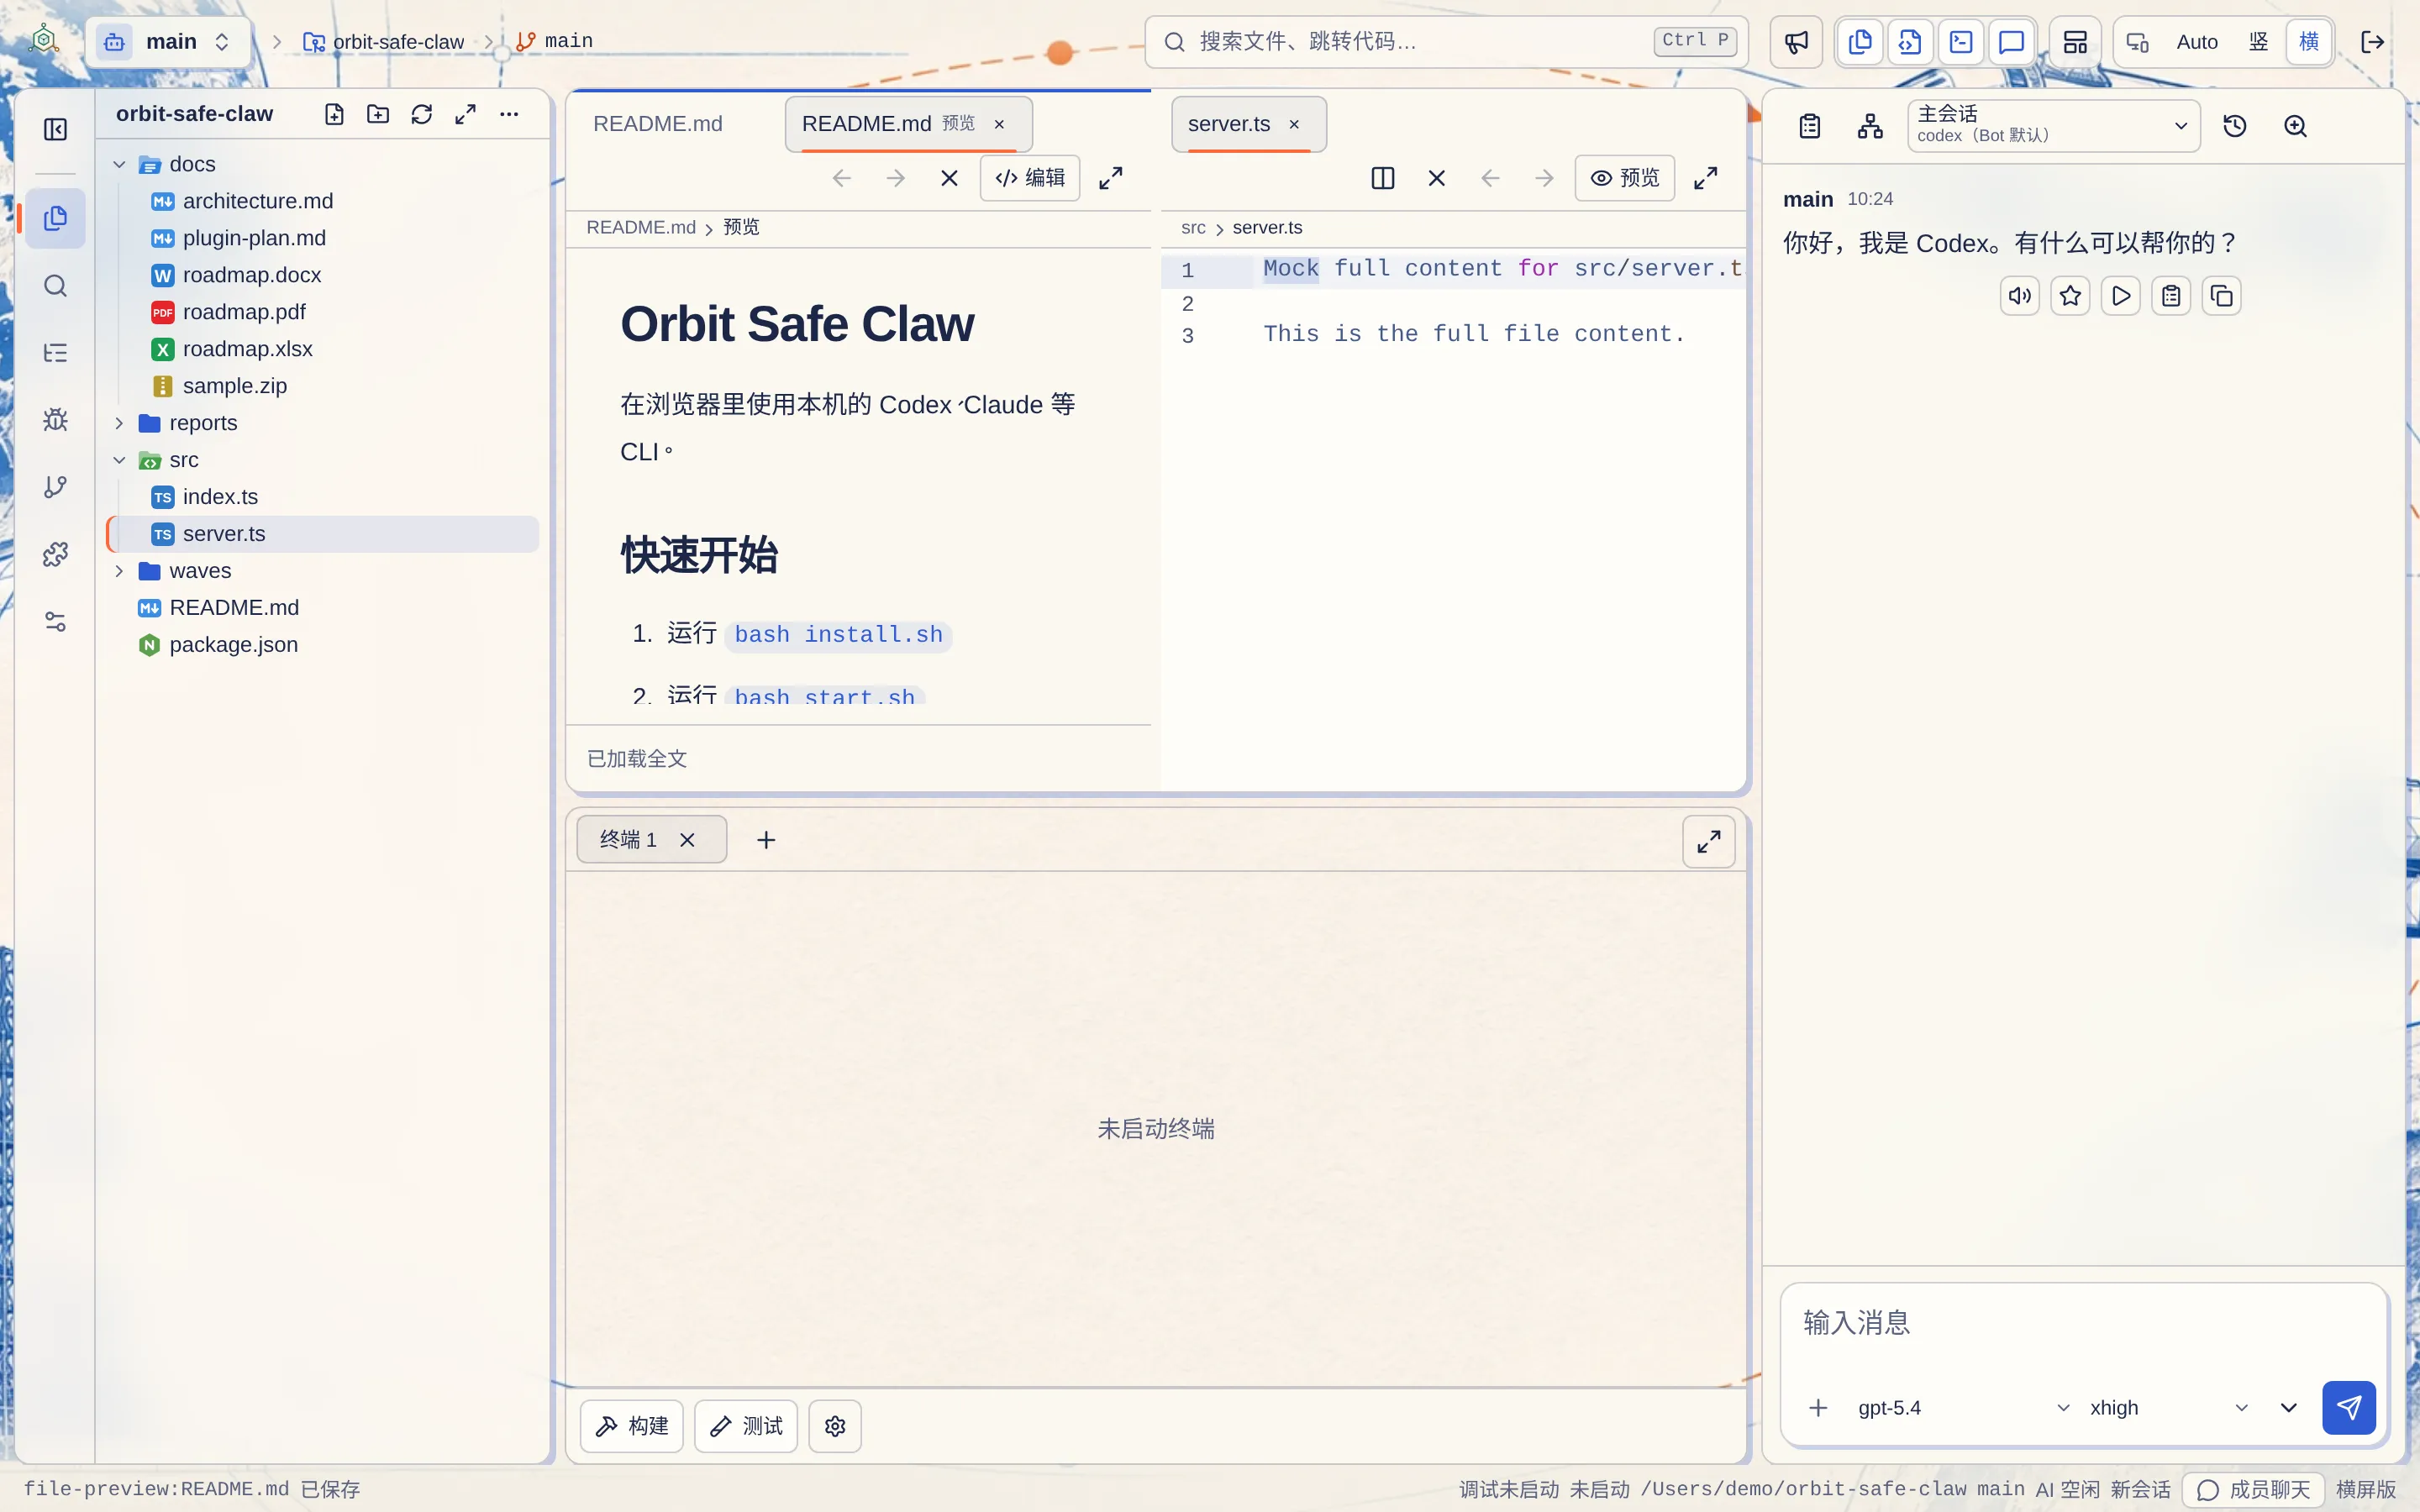 main
orbit-safe-claw
main
搜索文件、跳转代码...
Ctrl P
Auto
竖
横
orbit-safe-claw
docs
architecture.md
plugin-plan.md
roadmap.docx
roadmap.pdf
roadmap.xlsx
sample.zip
reports
src
index.ts
server.ts
waves
README.md
package.json
README.md
README.md 预览
编辑
README.md > 预览
Orbit Safe Claw
在浏览器里使用本机的 Codex、Claude 等
CLI。
快速开始
1. 运行 bash install.sh
2. 运行 bash start.sh
已加载全文
server.ts
预览
src > server.ts
1 Mock full content for src/server.t
2
3 This is the full file content.
终端 1
未启动终端
构建
测试
主会话
codex（Bot 默认）
main 10:24
你好，我是 Codex。有什么可以帮你的？
输入消息
gpt-5.4
xhigh
file-preview:README.md 已保存
调试未启动 未启动 /Users/demo/orbit-safe-claw main AI 空闲 新会话 成员聊天 横屏版